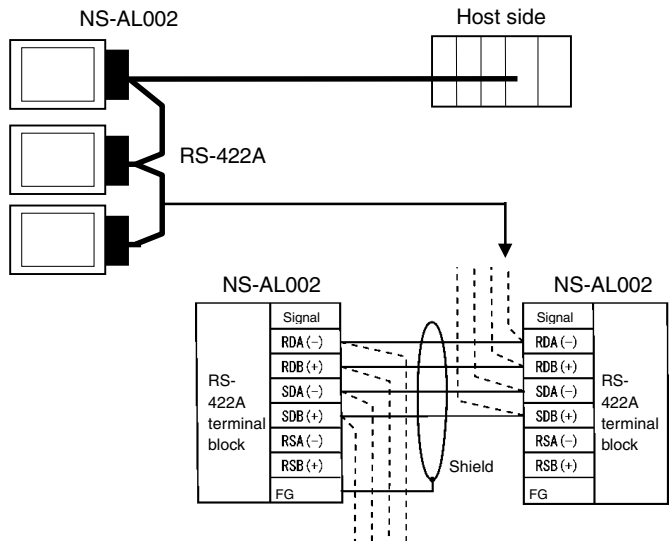 NS-AL002
Host side
RS-422A
NS-AL002
NS-AL002
Signal
RDA (-)
RDB (+)
SDA (-)
SDB (+)
RSA (-)
RSB (+)
FG
RS-
422A
terminal
block
Shield
Signal
RDA (-)
RDB (+)
SDA (-)
SDB (+)
RSA (-)
RSB (+)
FG
RS-
422A
terminal
block